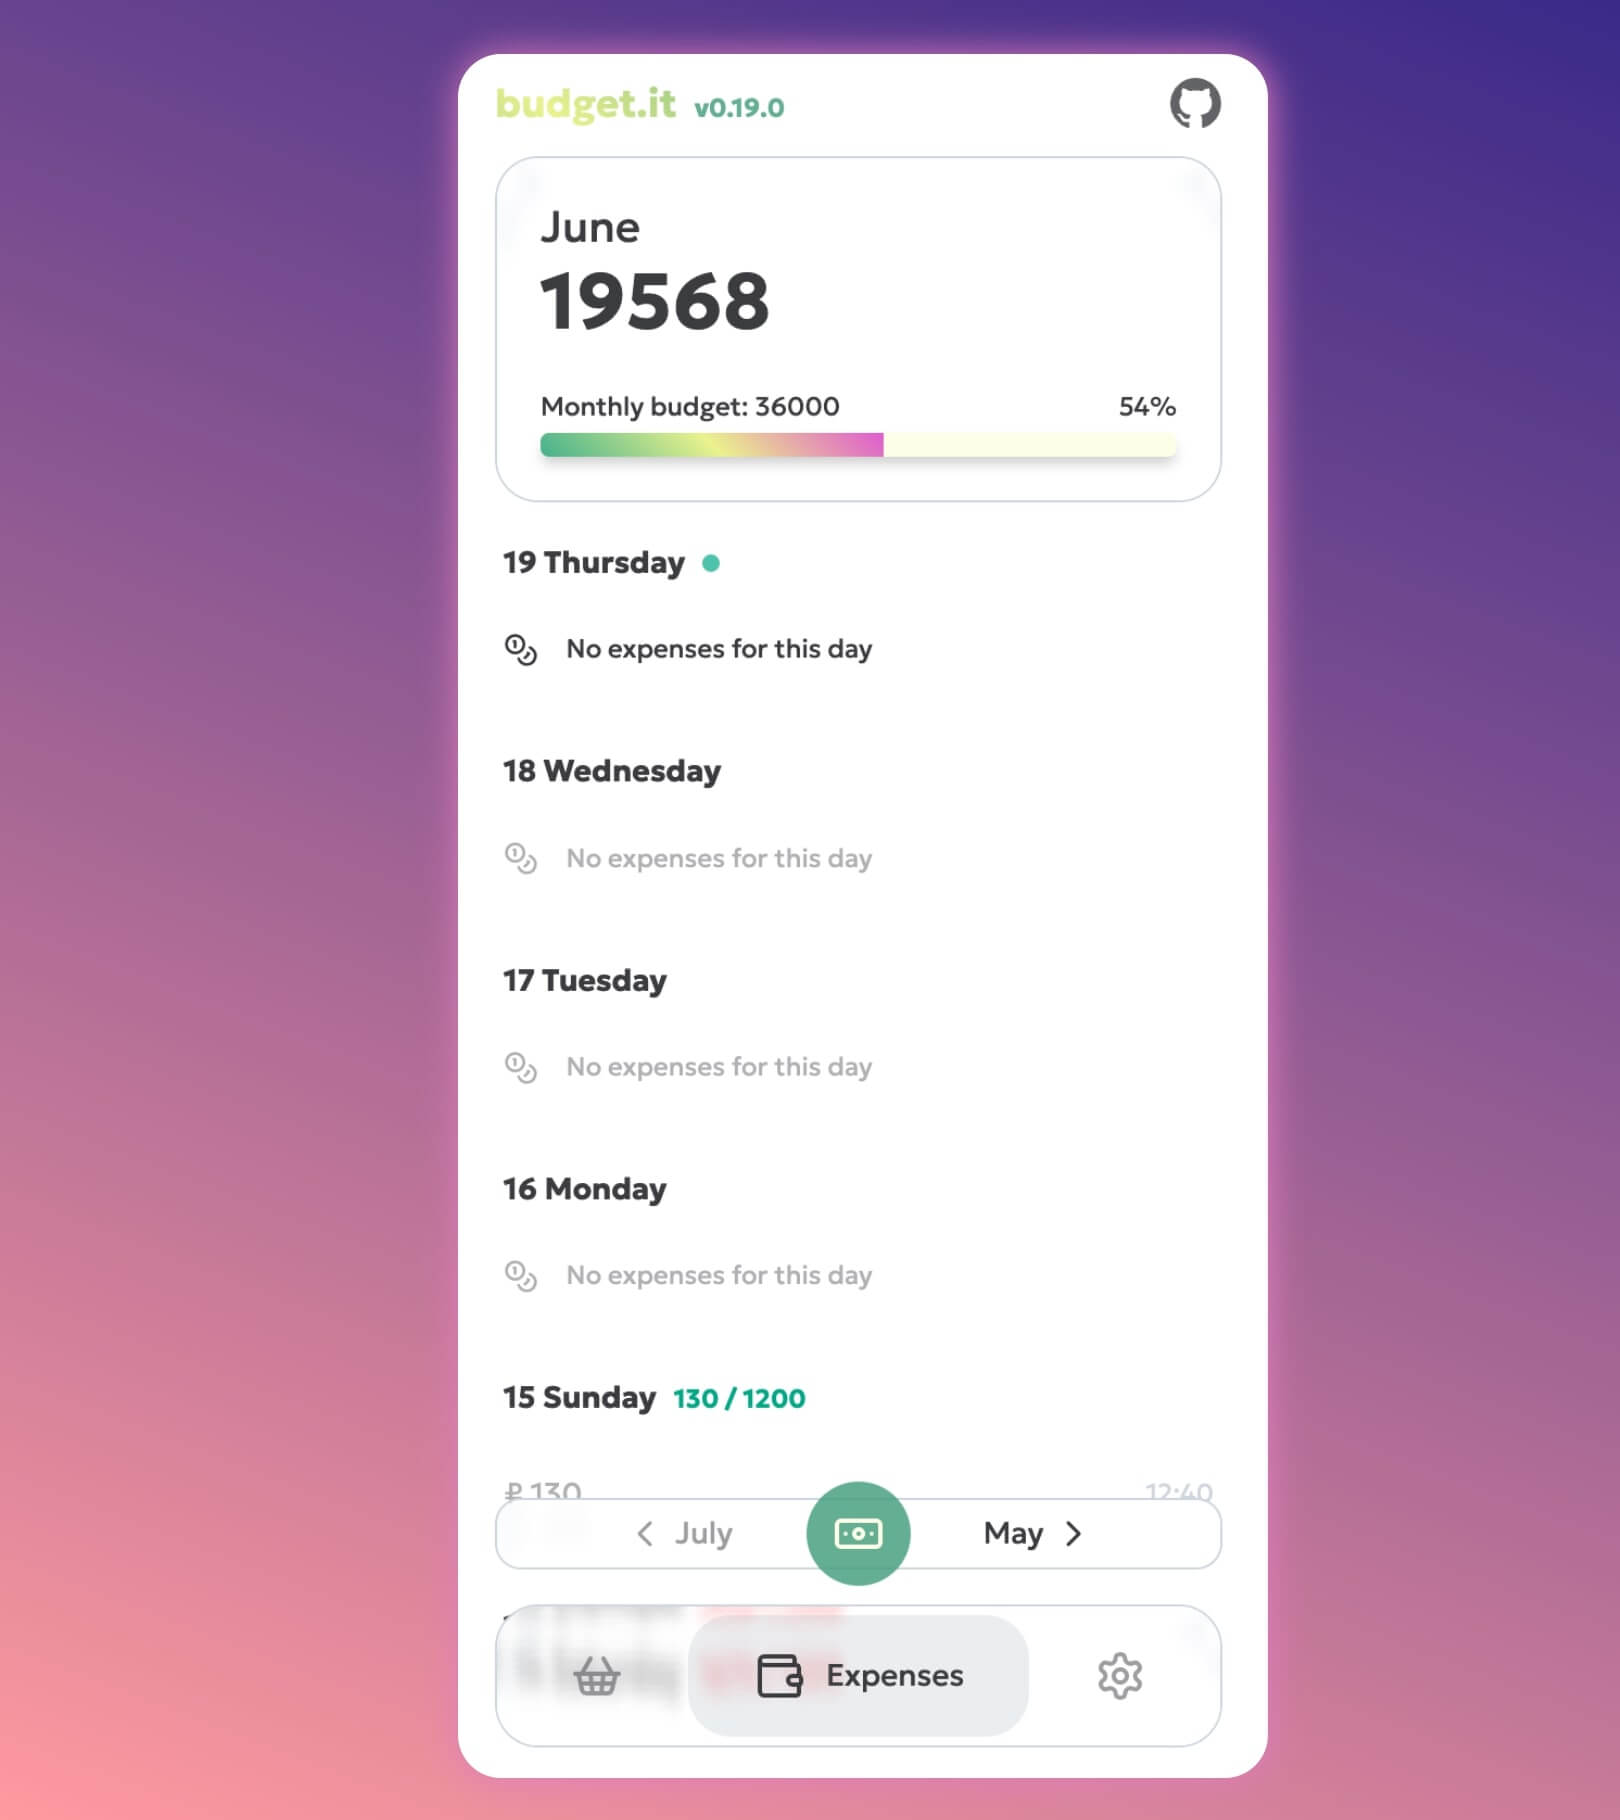 budget.it v0.19.0
June
19568
Monthly budget: 36000 54%
19 Thursday
No expenses for this day
18 Wednesday
No expenses for this day
17 Tuesday
No expenses for this day
16 Monday
No expenses for this day
15 Sunday 130 / 1200
₽ 130 12:40
July May
Expenses